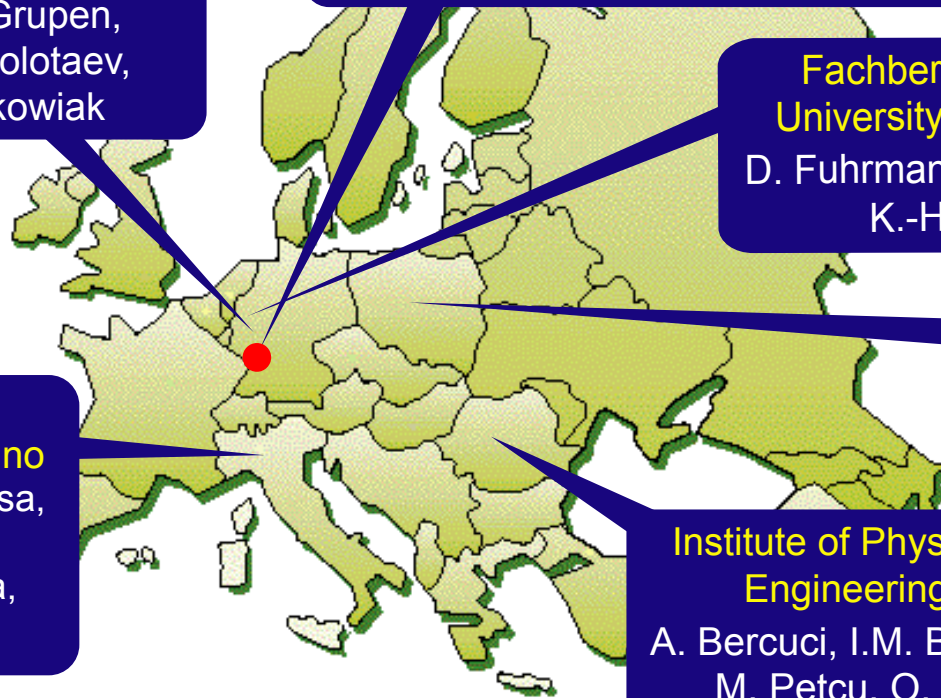 Grupen,
olotaev,
kowiak
Fachber
University
D. Fuhrman
K.-H
no
sa,
a,
Institute of Phys
Engineering
A. Bercuci, I.M. B
M. Petcu, O.